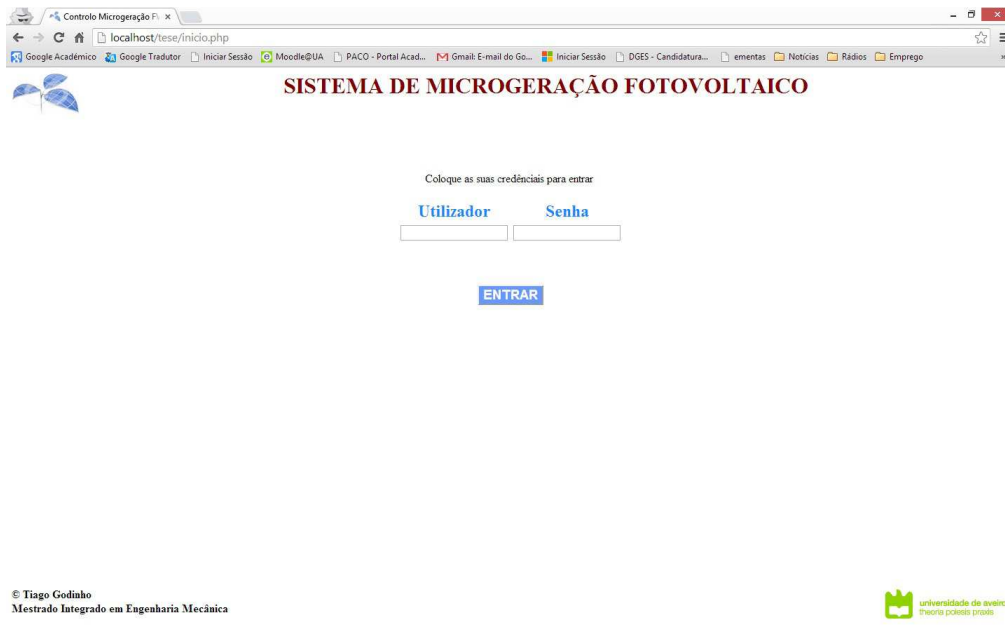 Controlo Microgeração F
localhost/tese/inicio.php
Google Académico Google Tradutor Iniciar Sessão Moodle@UA PACO - Portal Acad... Gmail: E-mail do Go... Iniciar Sessão DGES - Candidatura... ementas Notícias Rádios Emprego
SISTEMA DE MICROGERAÇÃO FOTOVOLTAICO
Coloque as suas credênciais para entrar
Utilizador Senha
ENTRAR
© Tiago Godinho
Mestrado Integrado em Engenharia Mecânica
universidade de aveiro
theoria poiesis praxis